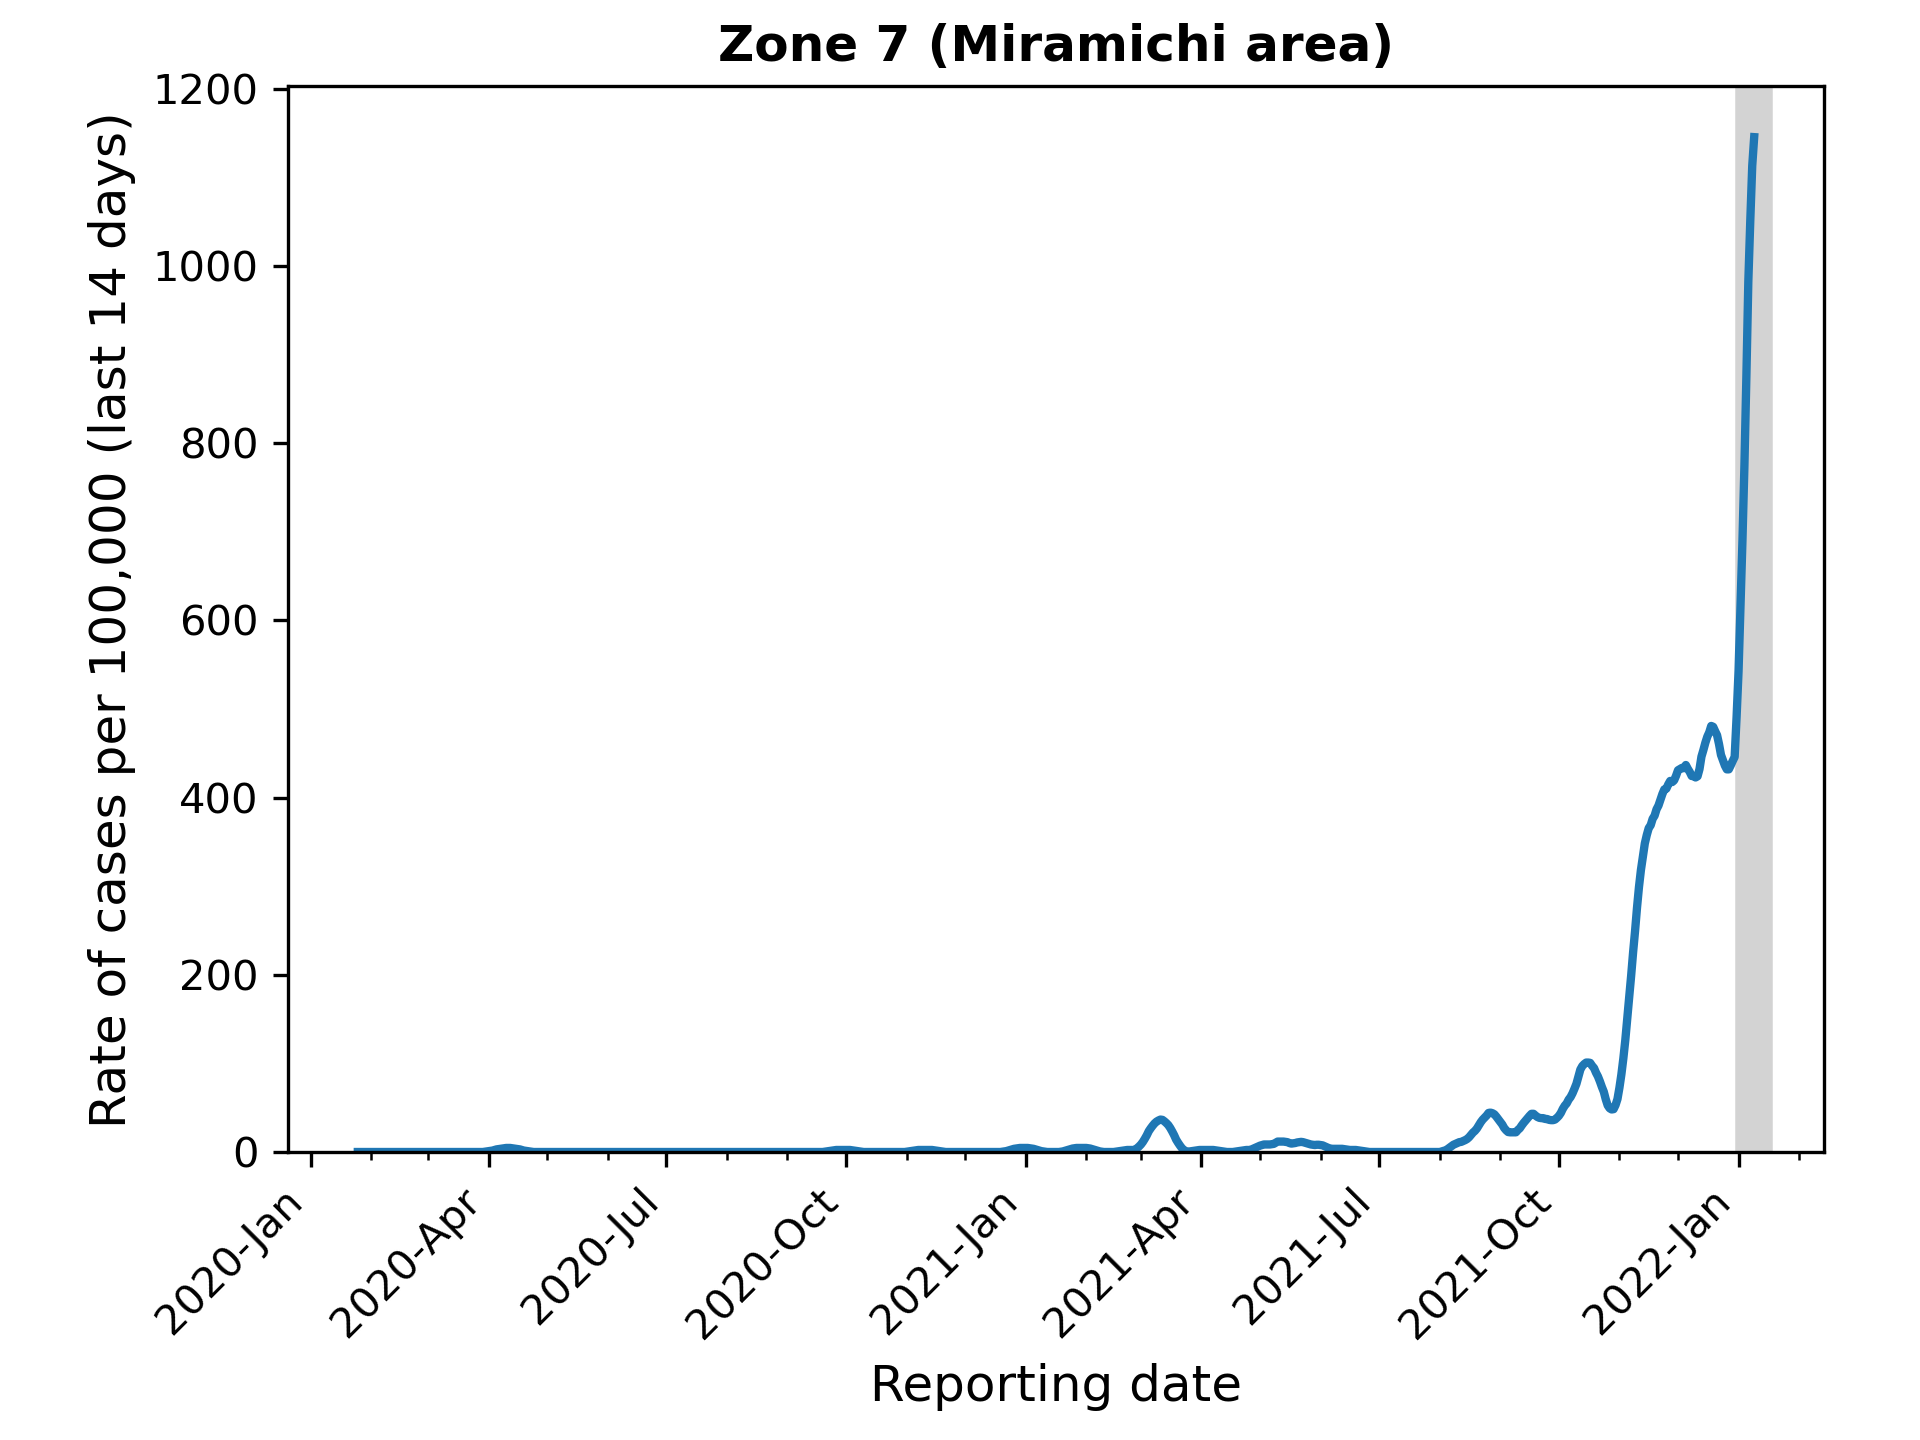 Zone 7 (Miramichi area)
Rate of cases per 100,000 (last 14 days)
1200
1000
800
600
400
200
0
2020-Jan
2020-Apr
2020-Jul
2020-Oct
2021-Jan
2021-Apr
2021-Jul
2021-Oct
2022-Jan
Reporting date